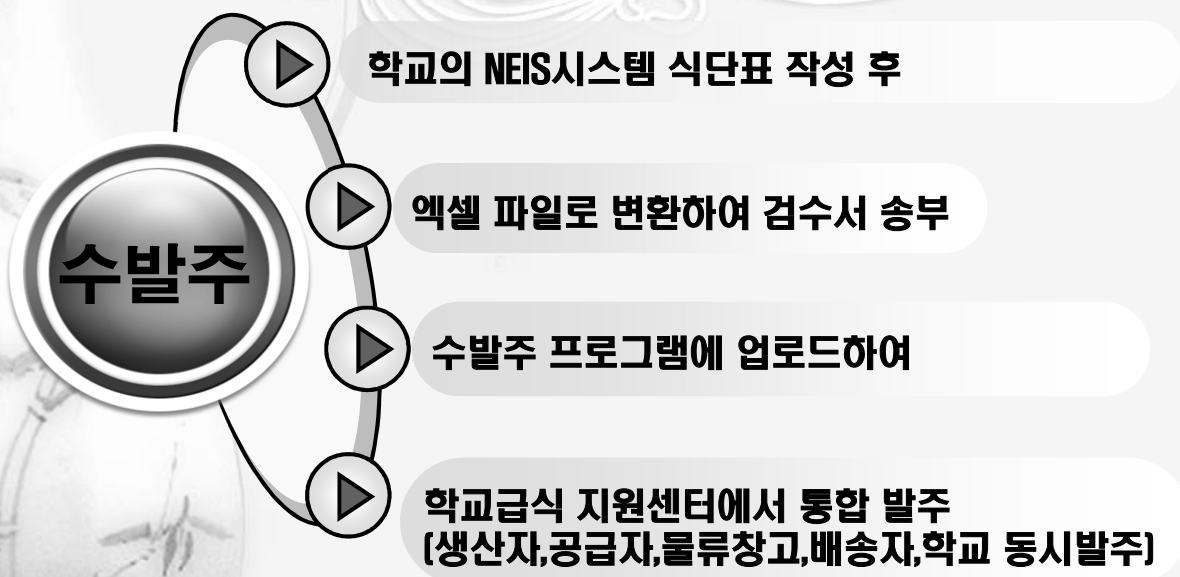 학교의 NEIS시스템 식단표 작성 후
엑셀 파일로 변환하여 검수서 송부
수발주
수발주 프로그램에 업로드하여
학교급식 지원센터에서 통합 발주
(생산자,공급자,물류창고,배송자,학교 동시발주)